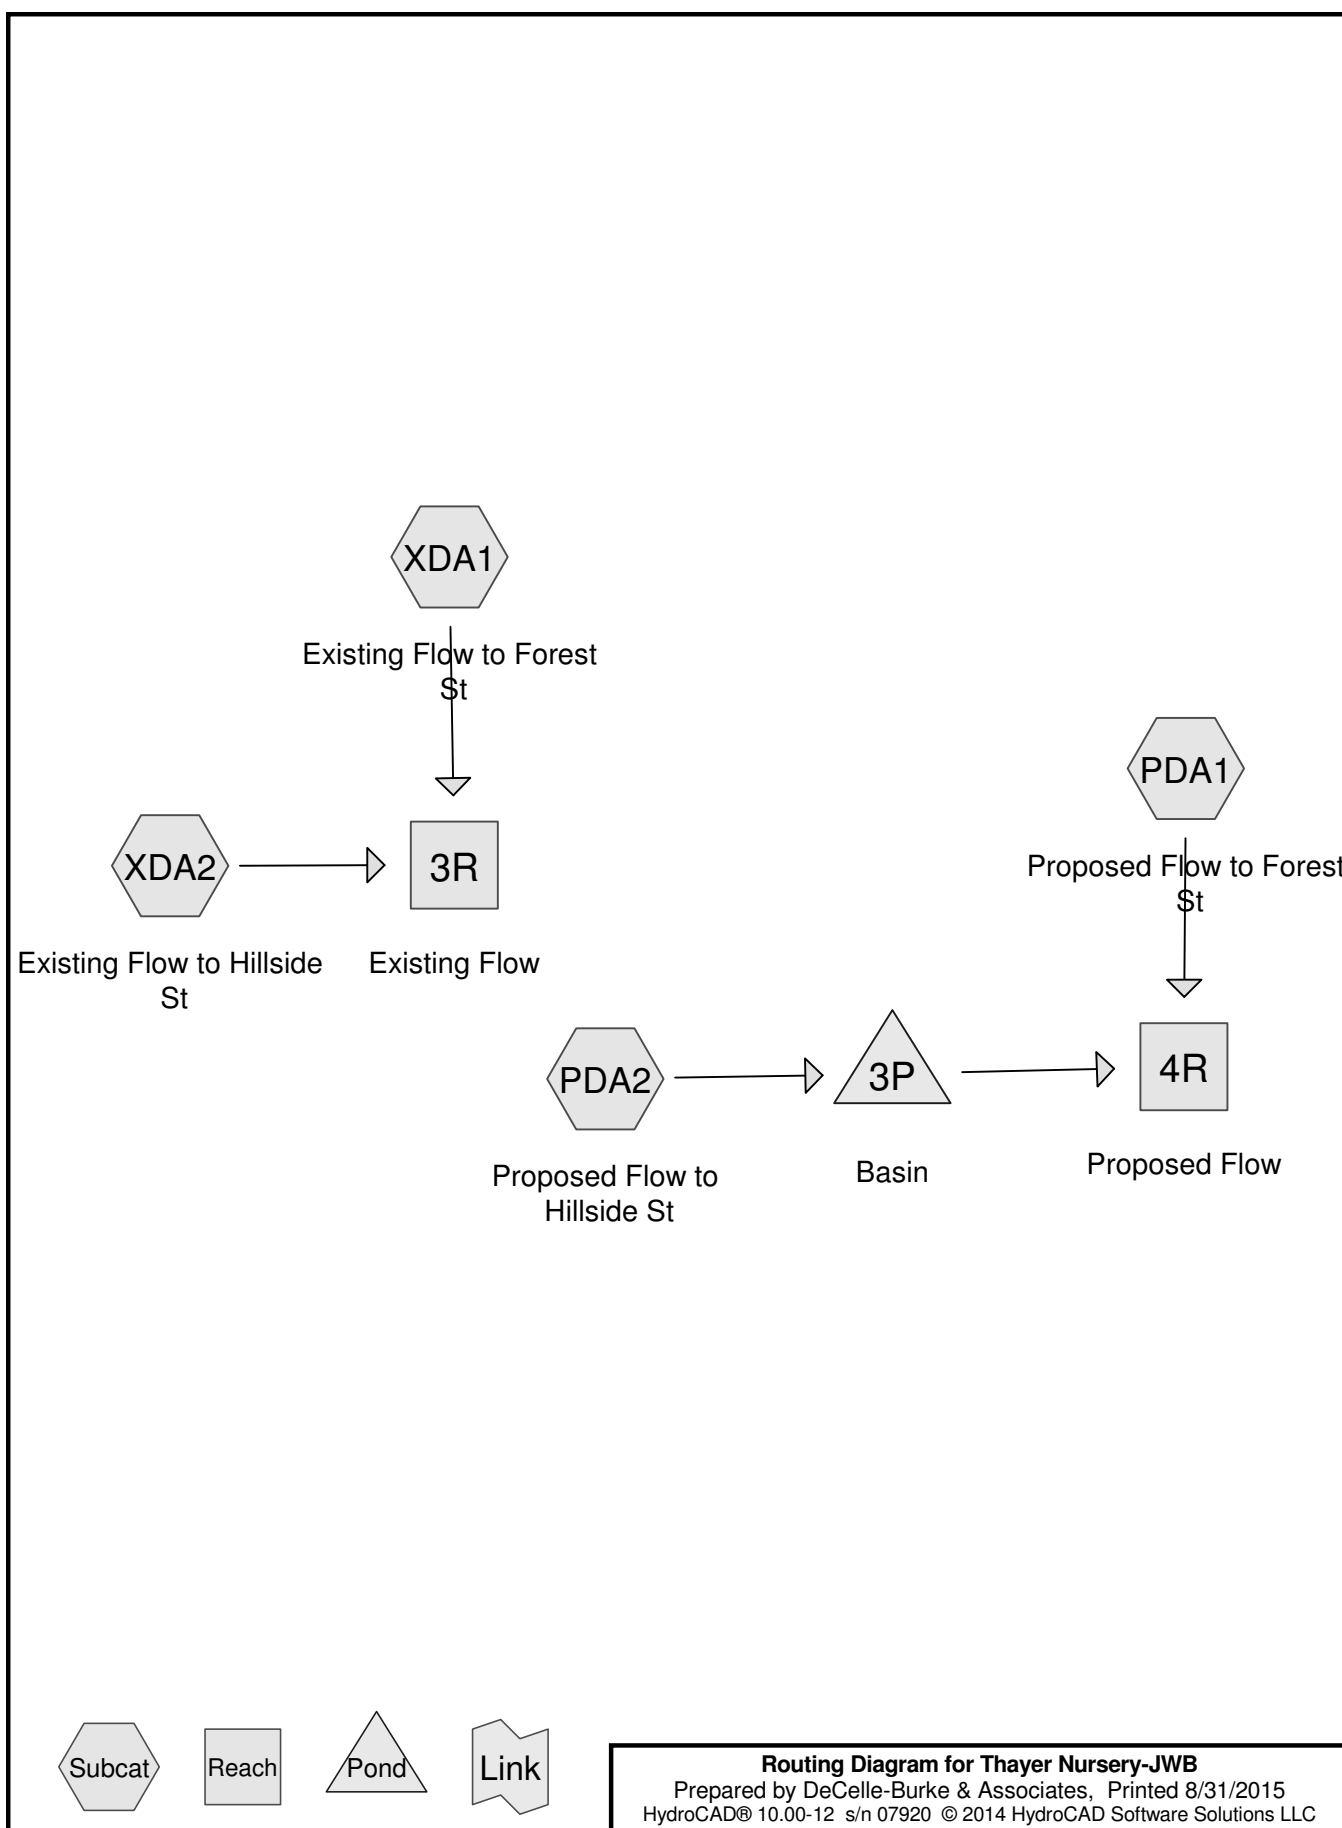 XDA1
Existing Flow to Forest
St
XDA2
Existing Flow to Hillside
St
3R
Existing Flow
PDA1
Proposed Flow to Forest
St
PDA2
Proposed Flow to
Hillside St
3P
Basin
4R
Proposed Flow
Subcat
Reach
Pond
Link
Routing Diagram for Thayer Nursery-JWB
Prepared by DeCelle-Burke & Associates, Printed 8/31/2015
HydroCAD® 10.00-12 s/n 07920 © 2014 HydroCAD Software Solutions LLC